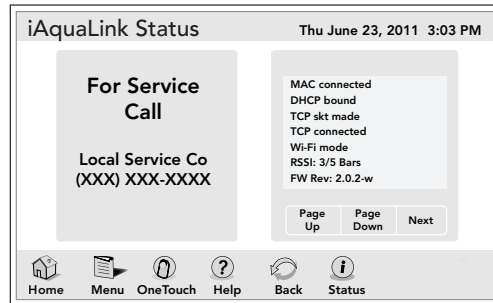 iAquaLink Status
Thu June 23, 2011 3:03 PM
For Service
Call
Local Service Co
(XXX) XXX-XXXX
MAC connected
DHCP bound
TCP skt made
TCP connected
Wi-Fi mode
RSSI: 3/5 Bars
FW Rev: 2.0.2-w
Page
Up
Page
Down
Next
Home
Menu
OneTouch
?
Help
Back
i
Status